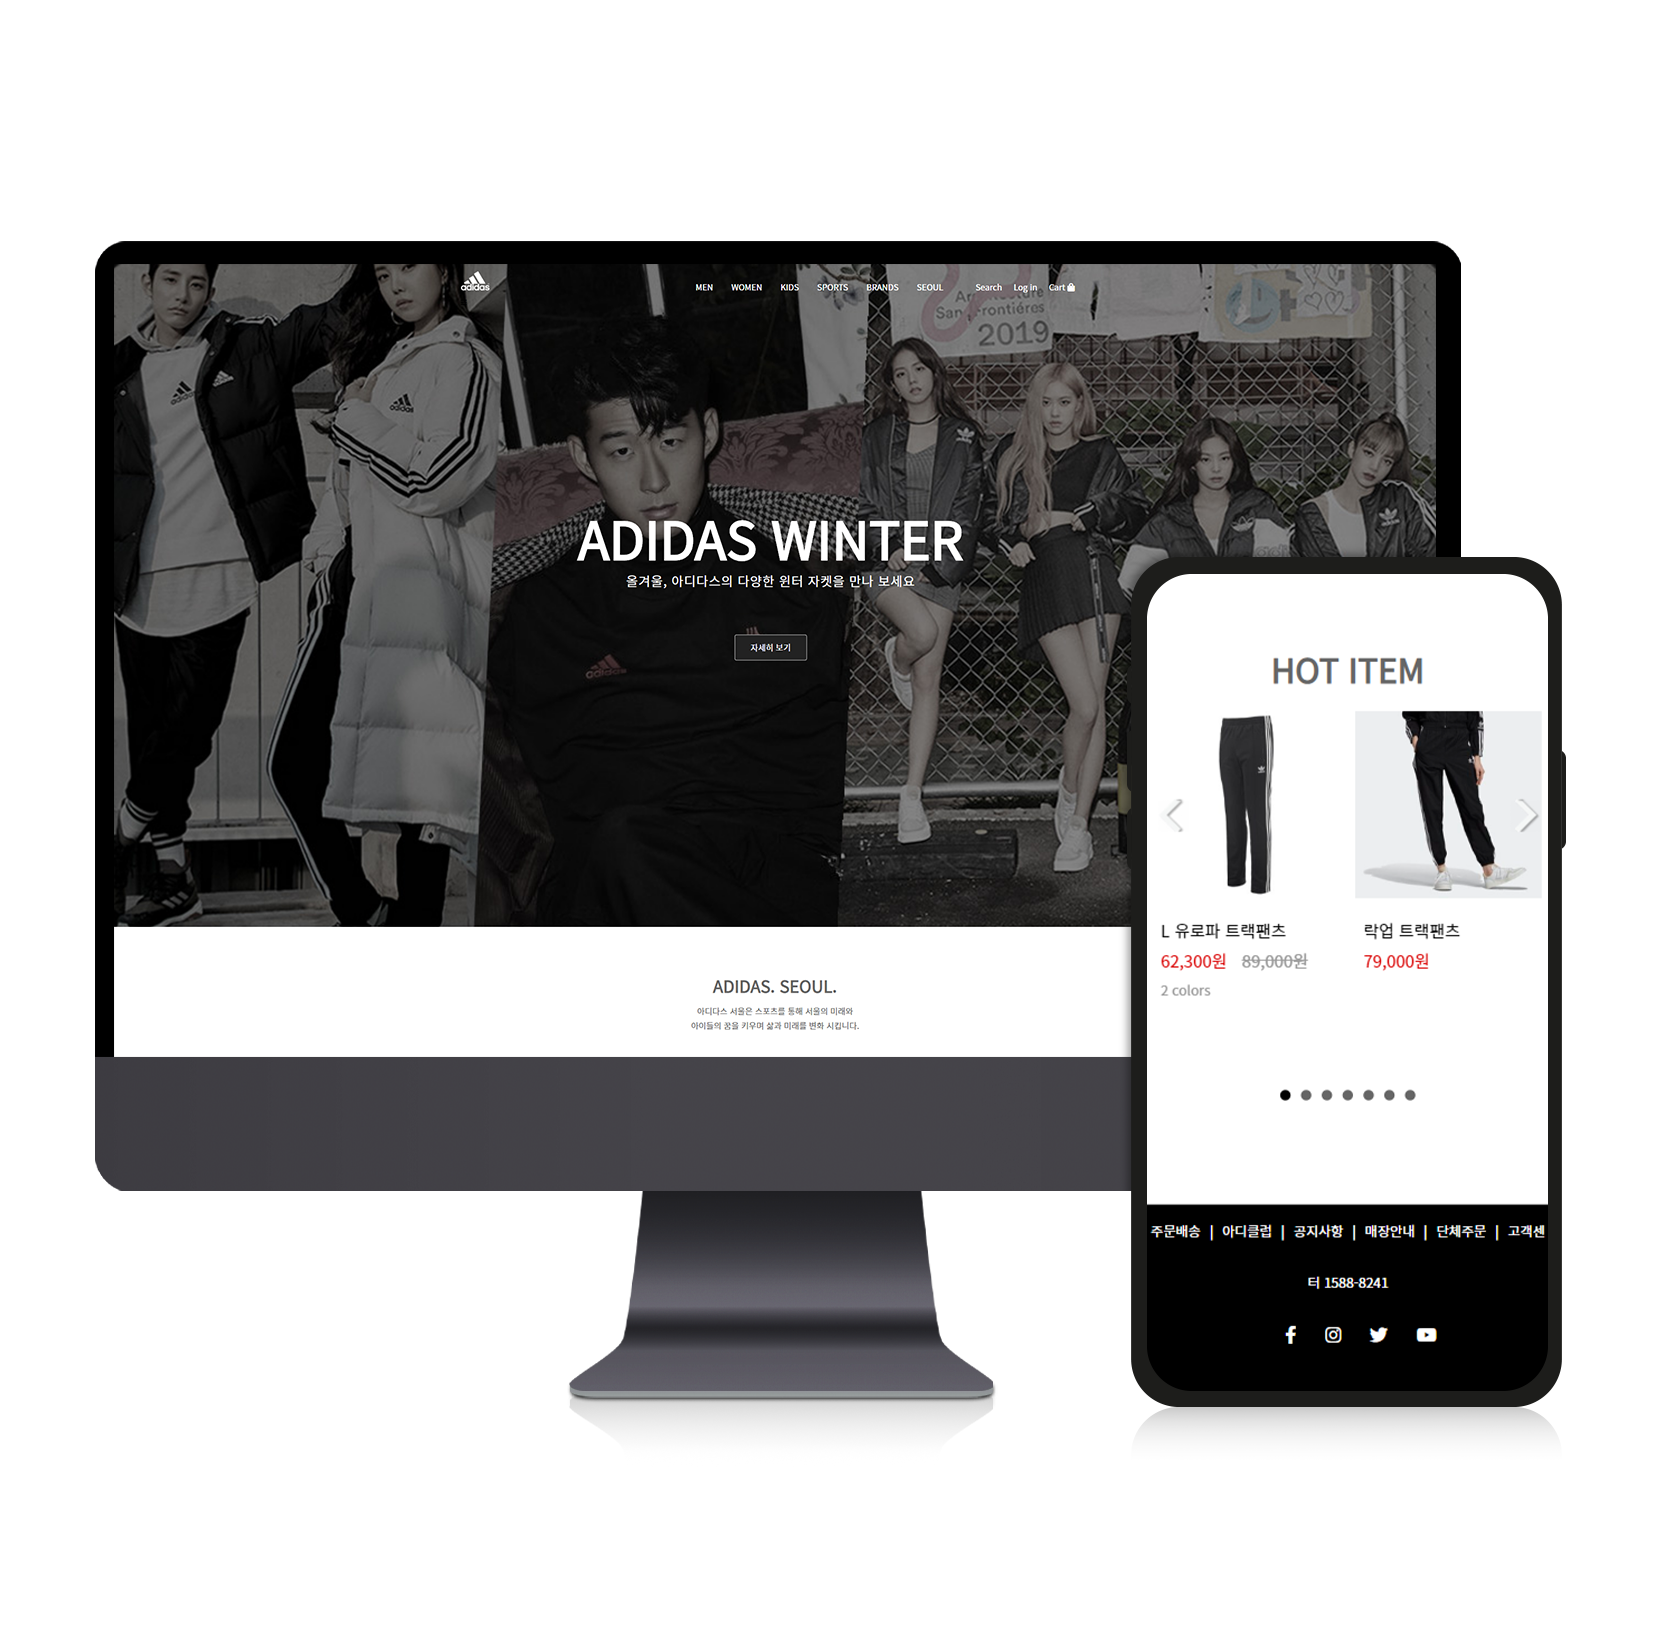 adidas
MEN WOMEN KIDS SPORTS BRANDS SEOUL Search Log in Cart
Architecture
Sans Frontiéres
2019
adidas
adidas
ADIDAS WINTER
올겨울, 아디다스의 다양한 윈터 자켓을 만나 보세요
자세히 보기
adidas
ADIDAS. SEOUL.
아디다스 서울은 스포츠를 통해 서울의 미래와
아이들의 꿈을 키우며 삶과 미래를 변화 시킵니다.
HOT ITEM
L 유로파 트랙팬츠
62,300원 89,000원
2 colors
락업 트랙팬츠
79,000원
주문배송 | 아디클럽 | 공지사항 | 매장안내 | 단체주문 | 고객센
터 1588-8241